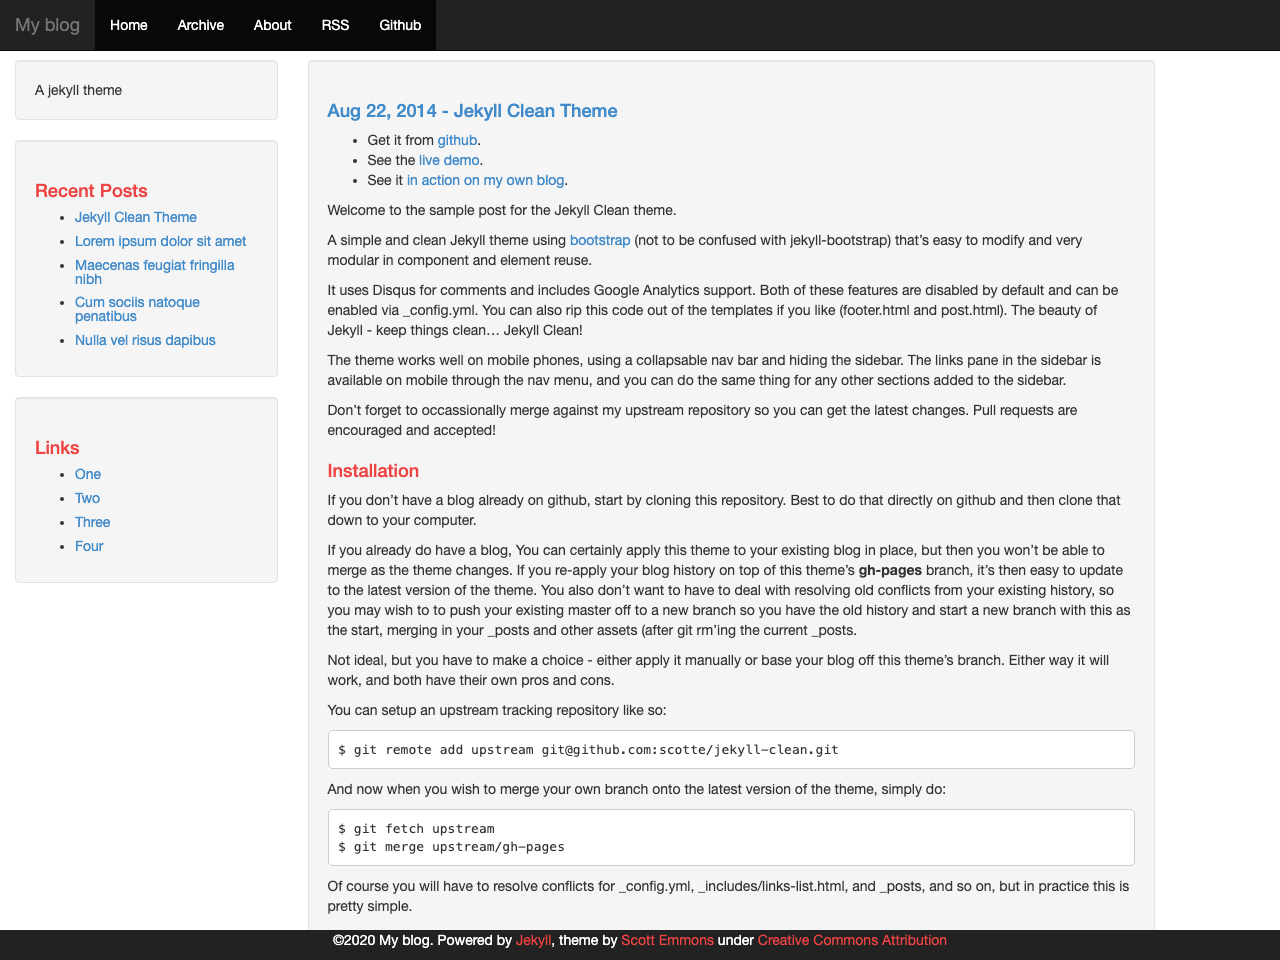 My blog Home Archive About RSS Github
A jekyll theme
Recent Posts
Jekyll Clean Theme
Lorem ipsum dolor sit amet
Maecenas feugiat fringilla
nibh
Cum sociis natoque
penatibus
Nulla vel risus dapibus
Links
One
Two
Three
Four
Aug 22, 2014 - Jekyll Clean Theme
Get it from github.
See the live demo.
See it in action on my own blog.
Welcome to the sample post for the Jekyll Clean theme.
A simple and clean Jekyll theme using bootstrap (not to be confused with jekyll-bootstrap) that’s easy to modify and very
modular in component and element reuse.
It uses Disqus for comments and includes Google Analytics support. Both of these features are disabled by default and can be
enabled via _config.yml. You can also rip this code out of the templates if you like (footer.html and post.html). The beauty of
Jekyll - keep things clean… Jekyll Clean!
The theme works well on mobile phones, using a collapsable nav bar and hiding the sidebar. The links pane in the sidebar is
available on mobile through the nav menu, and you can do the same thing for any other sections added to the sidebar.
Don’t forget to occassionally merge against my upstream repository so you can get the latest changes. Pull requests are
encouraged and accepted!
Installation
If you don’t have a blog already on github, start by cloning this repository. Best to do that directly on github and then clone that
down to your computer.
If you already do have a blog, You can certainly apply this theme to your existing blog in place, but then you won’t be able to
merge as the theme changes. If you re-apply your blog history on top of this theme’s gh-pages branch, it’s then easy to update
to the latest version of the theme. You also don’t want to have to deal with resolving old conflicts from your existing history, so
you may wish to to push your existing master off to a new branch so you have the old history and start a new branch with this as
the start, merging in your _posts and other assets (after git rm’ing the current _posts.
Not ideal, but you have to make a choice - either apply it manually or base your blog off this theme’s branch. Either way it will
work, and both have their own pros and cons.
You can setup an upstream tracking repository like so:
$ git remote add upstream git@github.com:scotte/jekyll-clean.git
And now when you wish to merge your own branch onto the latest version of the theme, simply do:
$ git fetch upstream
$ git merge upstream/gh-pages
Of course you will have to resolve conflicts for _config.yml, _includes/links-list.html, and _posts, and so on, but in practice this is
pretty simple.
©2020 My blog. Powered by Jekyll, theme by Scott Emmons under Creative Commons Attribution